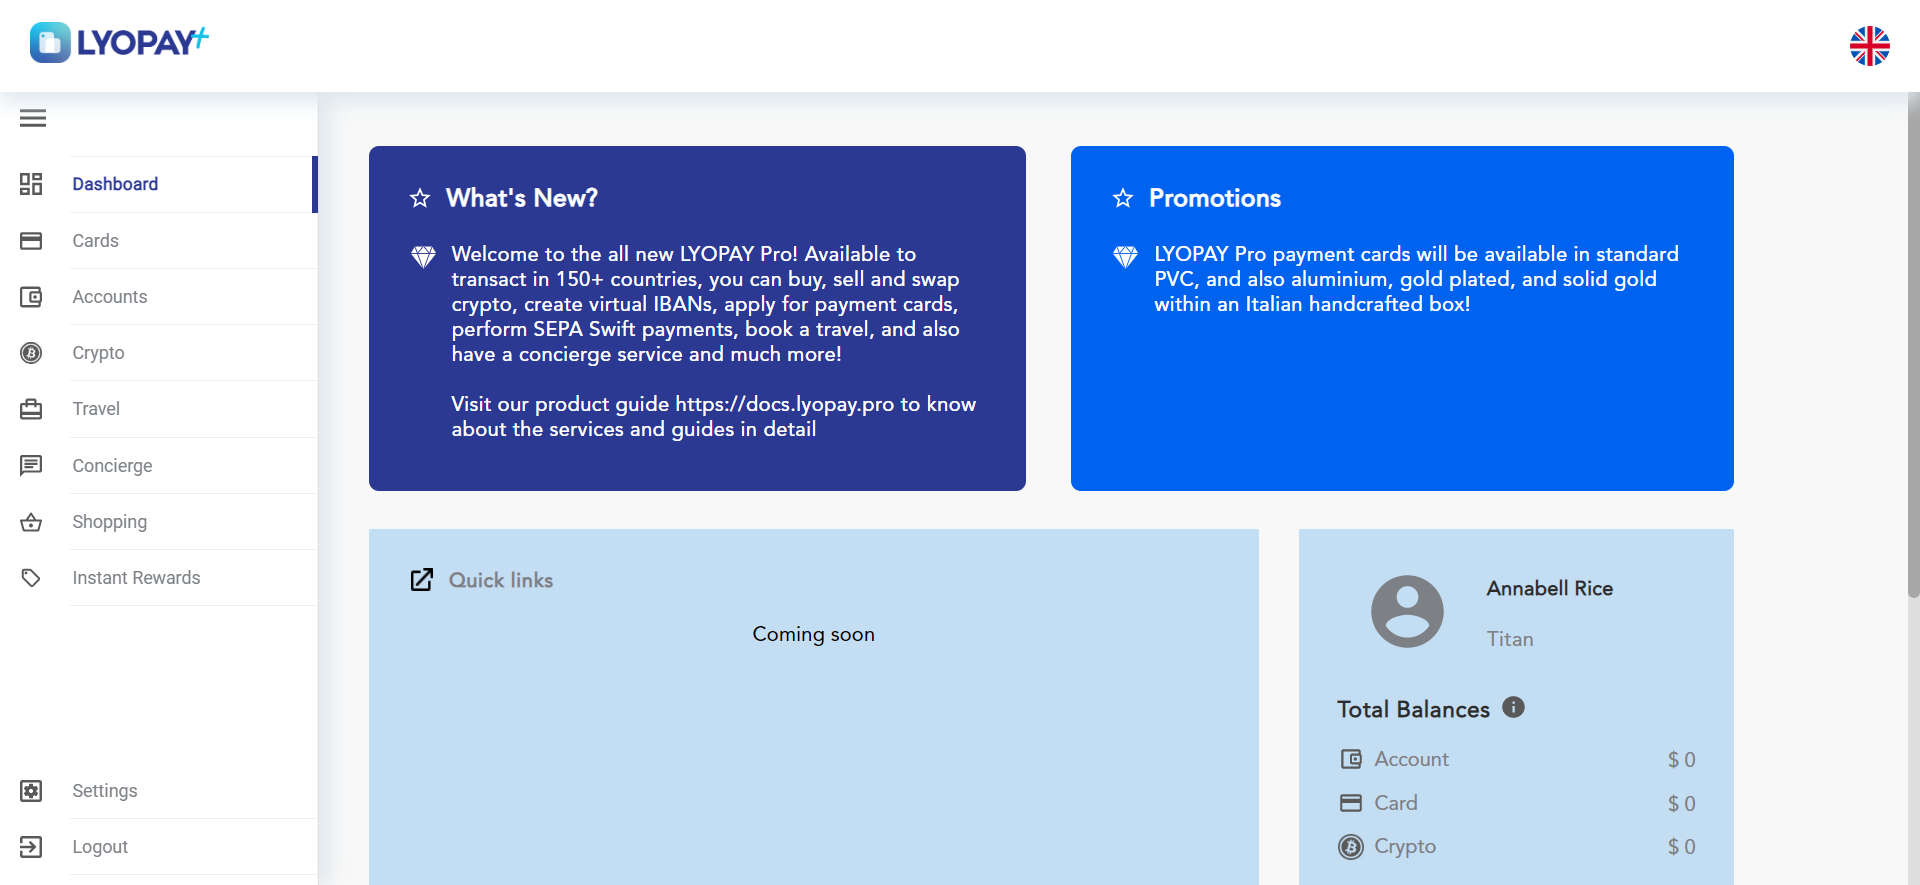 LYOPAY+
Dashboard
Cards
Accounts
Crypto
Travel
Concierge
Shopping
Instant Rewards
Settings
Logout
What's New?
Welcome to the all new LYOPAY Pro! Available to
transact in 150+ countries, you can buy, sell and swap
crypto, create virtual IBANs, apply for payment cards,
perform SEPA Swift payments, book a travel, and also
have a concierge service and much more!
Visit our product guide https://docs.lyopay.pro to know
about the services and guides in detail
Promotions
LYOPAY Pro payment cards will be available in standard
PVC, and also aluminium, gold plated, and solid gold
within an Italian handcrafted box!
Quick links
Coming soon
Annabell Rice
Titan
Total Balances
Account $ 0
Card $ 0
Crypto $ 0